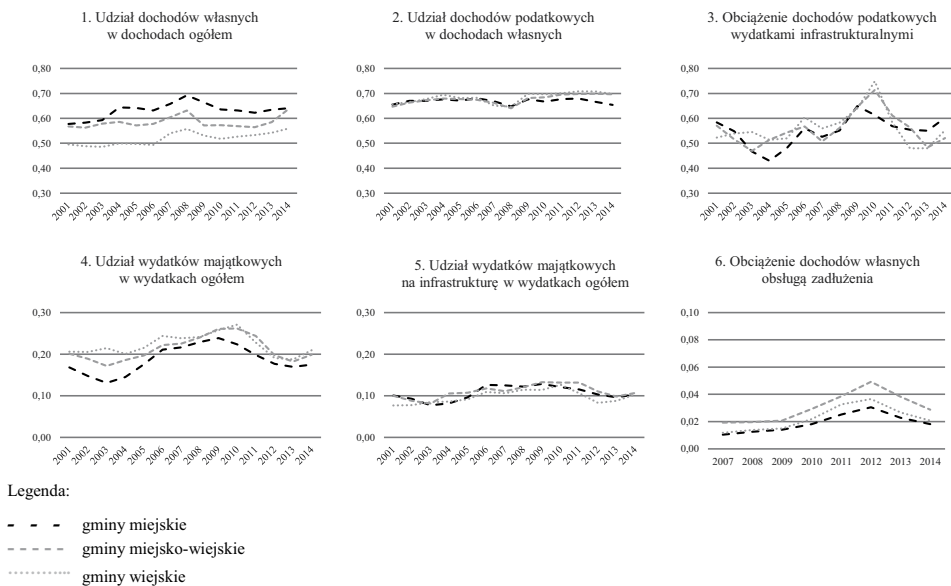 1. Udział dochodów własnych
w dochodach ogółem
0,80
0,70
0,60
0,50
0,40
0,30
2001 2002 2003 2004 2005 2006 2007 2008 2009 2010 2011 2012 2013 2014
2. Udział dochodów podatkowych
w dochodach własnych
0,80
0,70
0,60
0,50
0,40
0,30
2001 2002 2003 2004 2005 2006 2007 2008 2009 2010 2011 2012 2013 2014
3. Obciążenie dochodów podatkowych
wydatkami infrastrukturalnymi
0,80
0,70
0,60
0,50
0,40
0,30
2001 2002 2003 2004 2005 2006 2007 2008 2009 2010 2011 2012 2013 2014
4. Udział wydatków majątkowych
w wydatkach ogółem
0,30
0,20
0,10
0,00
2001 2002 2003 2004 2005 2006 2007 2008 2009 2010 2011 2012 2013 2014
5. Udział wydatków majątkowych
na infrastrukturę w wydatkach ogółem
0,30
0,20
0,10
0,00
2001 2002 2003 2004 2005 2006 2007 2008 2009 2010 2011 2012 2013 2014
6. Obciążenie dochodów własnych
obsługą zadłużenia
0,10
0,08
0,06
0,04
0,02
0,00
2007 2008 2009 2010 2011 2012 2013 2014
Legenda:
gminy miejskie
gminy miejsko-wiejskie
gminy wiejskie